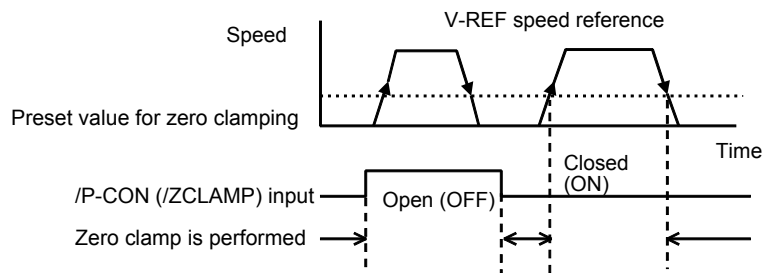 V-REF speed reference
Speed
Preset value for zero clamping
Time
Closed
(ON)
/P-CON (/ZCLAMP) input
Open (OFF)
Zero clamp is performed